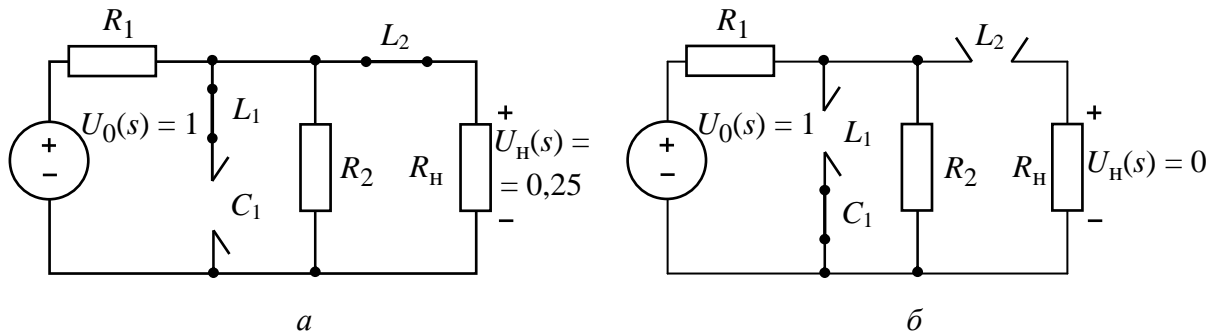 R1
L2
U0(s) = 1
L1
C1
R2
Rн
+
Uн(s) =
= 0,25
−
+
−
а
R1
L2
U0(s) = 1
L1
C1
R2
Rн
+
Uн(s) = 0
−
+
−
б